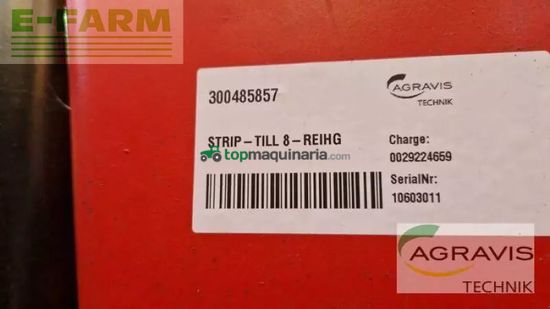 E-FARM
300485857
AGRAVIS
TECHNIK
STRIP-TILL 8-REIHG
Charge:
0029224659
topmaquinaria.com
SerialNr:
10603011
AGRAVIS
TECHNIK